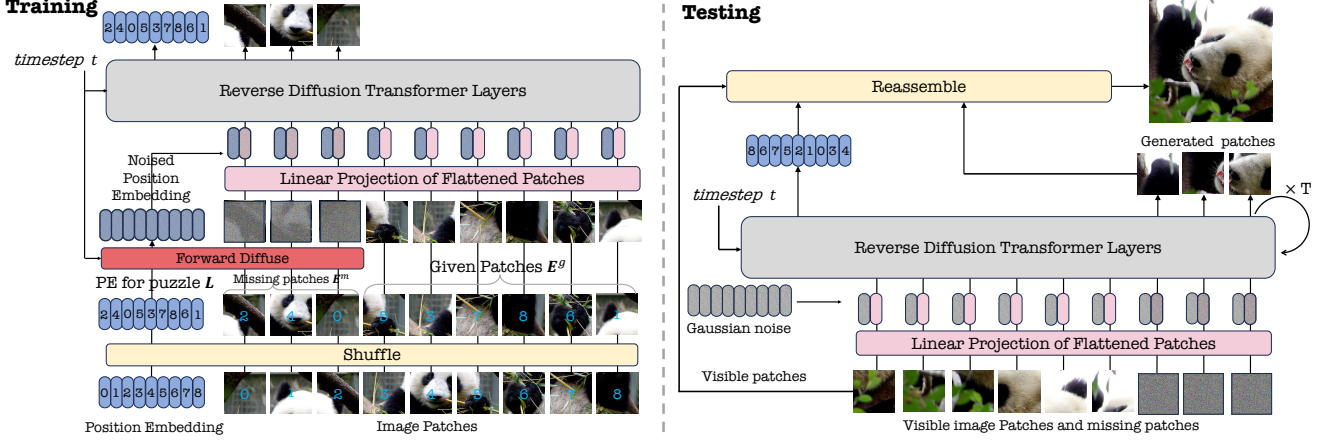 Training
2 4 0 5 3 7 8 6 1
timestep t
Reverse Diffusion Transformer Layers
Noised
Position
Embedding
Linear Projection of Flattened Patches
Forward Diffuse
PE for puzzle L
Missing patches E^m
Given Patches E^g
2 4 0 5 3 7 8 6 1
2 4 0 5 3 7 8 6 1
Shuffle
0 1 2 3 4 5 6 7 8
0 1 2 3 4 5 6 7 8
Position Embedding
Image Patches
Testing
Reassemble
8 6 7 5 2 1 0 3 4
Generated patches
timestep t
× T
Reverse Diffusion Transformer Layers
Gaussian noise
Linear Projection of Flattened Patches
Visible patches
Visible image Patches and missing patches